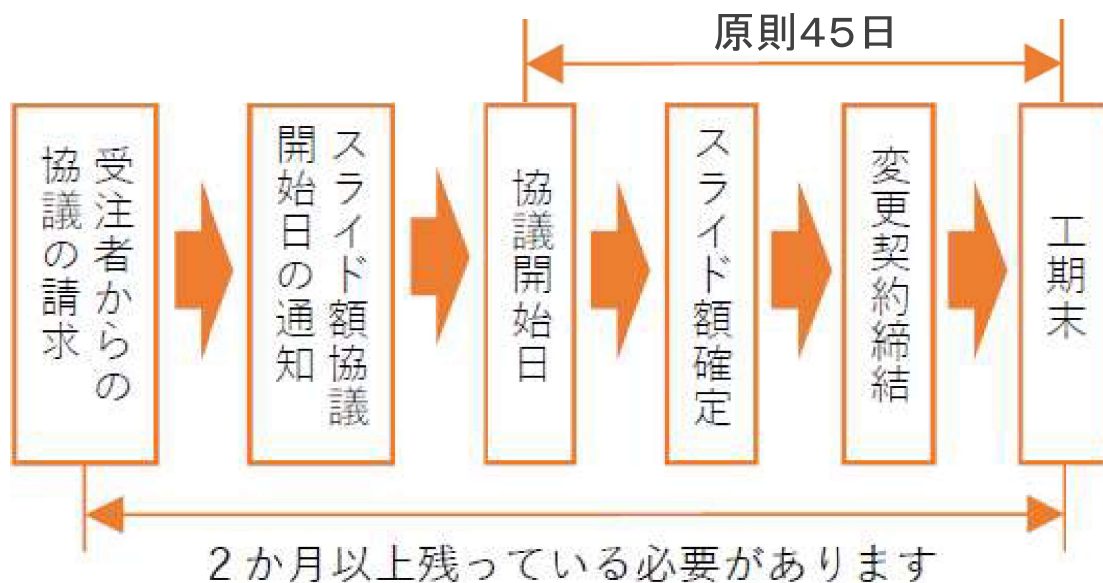 原則45日
受注者からの
協議の請求
スライド額協議
開始日の通知
協議開始日
スライド額確定
変更契約締結
工期末
2か月以上残っている必要があります